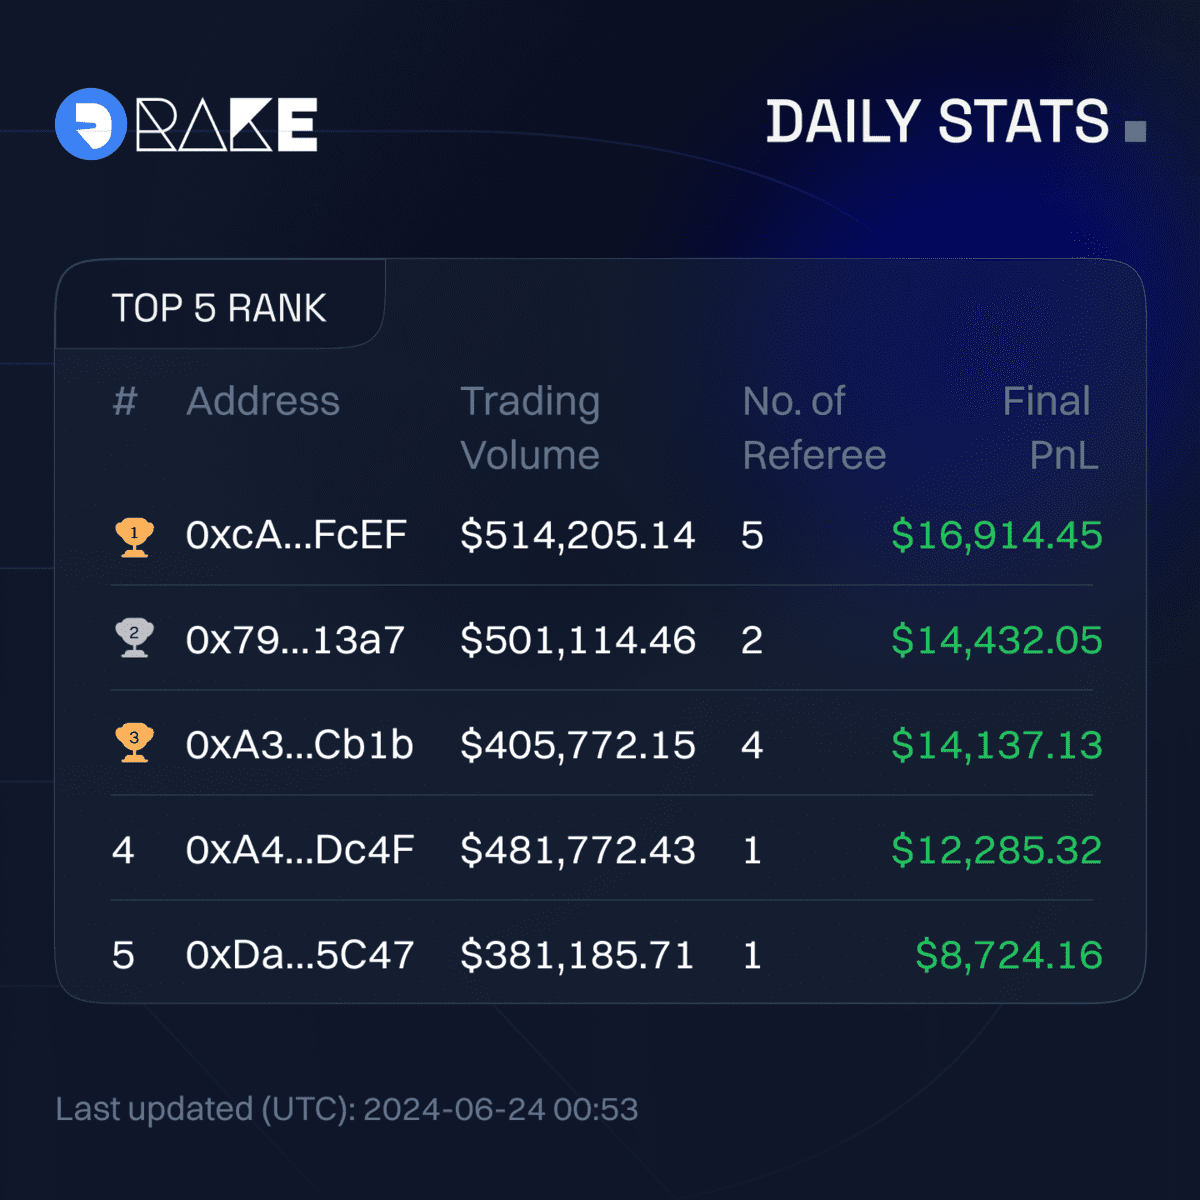 DRAKE
DAILY STATS
TOP 5 RANK
# Address Trading Volume No. of Referee Final PnL
1 0xcA...FcEF $514,205.14 5 $16,914.45
2 0x79...13a7 $501,114.46 2 $14,432.05
3 0xA3...Cb1b $405,772.15 4 $14,137.13
4 0xA4...Dc4F $481,772.43 1 $12,285.32
5 0xDa...5C47 $381,185.71 1 $8,724.16
Last updated (UTC): 2024-06-24 00:53